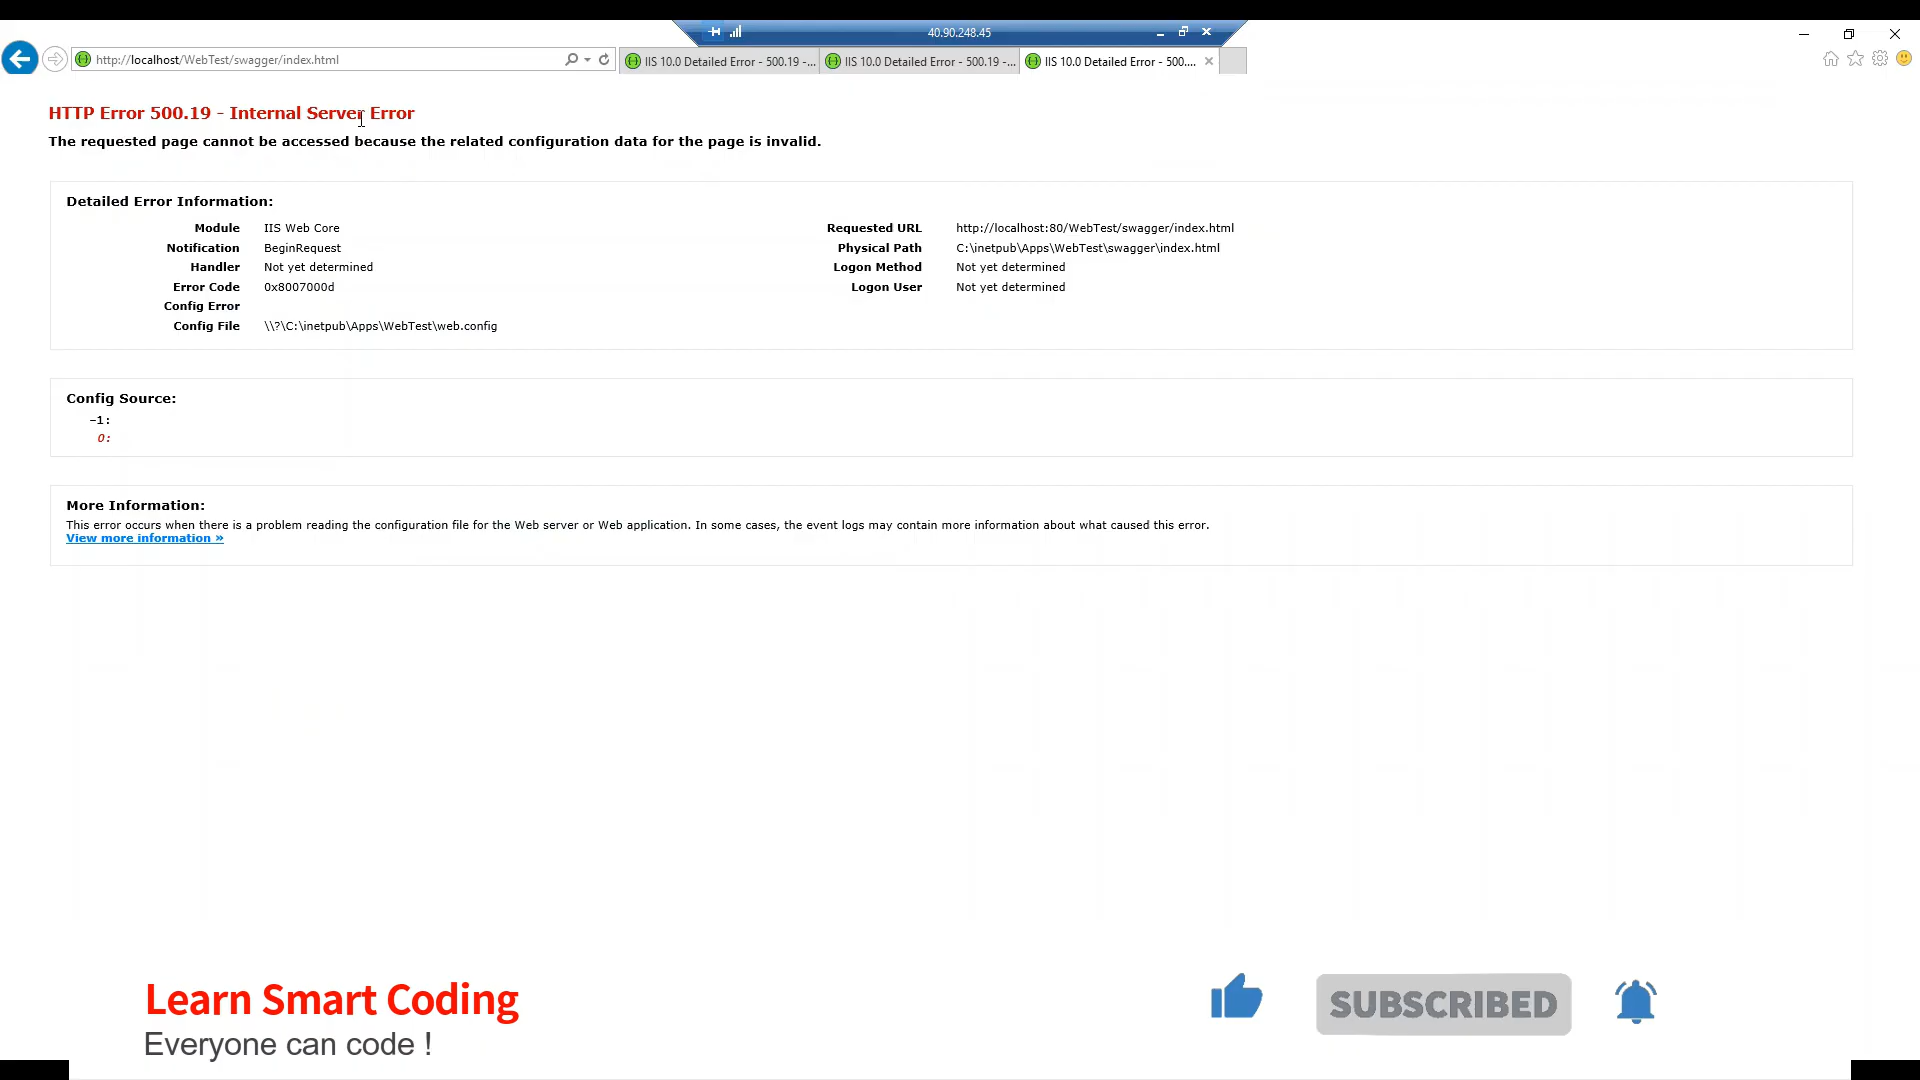 40.90.248.45
http://localhost/WebTest/swagger/index.html
IIS 10.0 Detailed Error - 500.19 -...
IIS 10.0 Detailed Error - 500.19 -...
IIS 10.0 Detailed Error - 500....
HTTP Error 500.19 - Internal Server Error
The requested page cannot be accessed because the related configuration data for the page is invalid.
Detailed Error Information:
Module IIS Web Core
Notification BeginRequest
Handler Not yet determined
Error Code 0x8007000d
Config Error
Config File \\?\C:\inetpub\Apps\WebTest\web.config
Requested URL http://localhost:80/WebTest/swagger/index.html
Physical Path C:\inetpub\Apps\WebTest\swagger\index.html
Logon Method Not yet determined
Logon User Not yet determined
Config Source:
-1:
0:
More Information:
This error occurs when there is a problem reading the configuration file for the Web server or Web application. In some cases, the event logs may contain more information about what caused this error.
View more information »
Learn Smart Coding
Everyone can code !
SUBSCRIBED